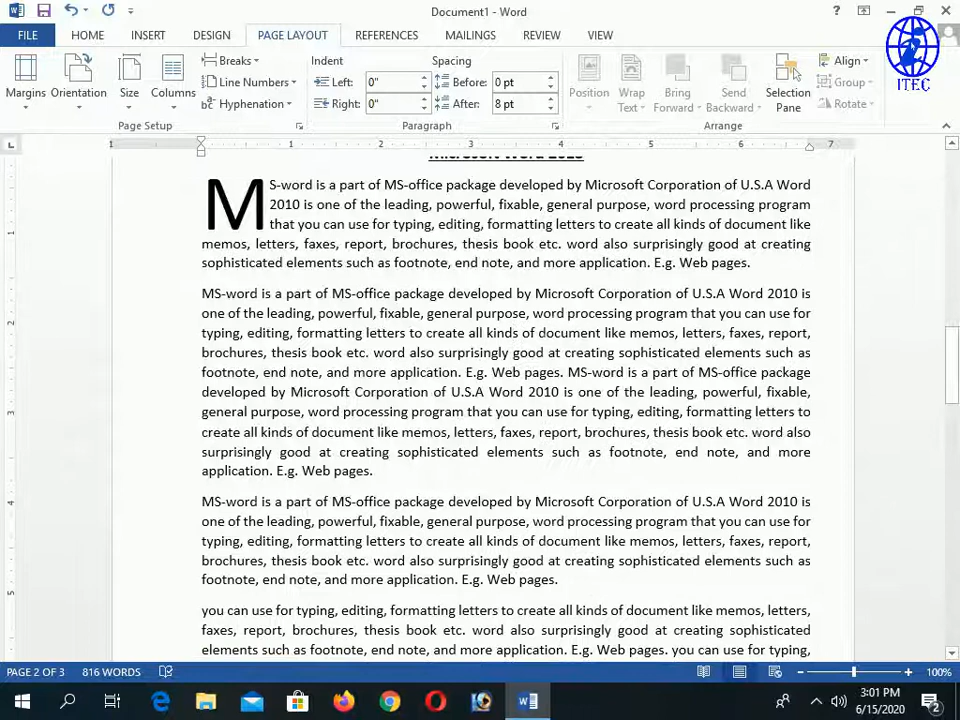 Document1 - Word
FILE HOME INSERT DESIGN PAGE LAYOUT REFERENCES MAILINGS REVIEW VIEW
ITEC
Margins Orientation Size Columns
Breaks
Line Numbers
Hyphenation
Page Setup
Indent Spacing
Left: 0" Before: 0 pt
Right: 0" After: 8 pt
Paragraph
Position Wrap Text Bring Forward Send Backward Selection Pane
Align
Group
Rotate
Arrange
1 1 2 3 4 5 6 7
Microsoft Word 2013
MS-word is a part of MS-office package developed by Microsoft Corporation of U.S.A Word
2010 is one of the leading, powerful, fixable, general purpose, word processing program
that you can use for typing, editing, formatting letters to create all kinds of document like
memos, letters, faxes, report, brochures, thesis book etc. word also surprisingly good at creating
sophisticated elements such as footnote, end note, and more application. E.g. Web pages.
MS-word is a part of MS-office package developed by Microsoft Corporation of U.S.A Word 2010 is
one of the leading, powerful, fixable, general purpose, word processing program that you can use for
typing, editing, formatting letters to create all kinds of document like memos, letters, faxes, report,
brochures, thesis book etc. word also surprisingly good at creating sophisticated elements such as
footnote, end note, and more application. E.g. Web pages. MS-word is a part of MS-office package
developed by Microsoft Corporation of U.S.A Word 2010 is one of the leading, powerful, fixable,
general purpose, word processing program that you can use for typing, editing, formatting letters to
create all kinds of document like memos, letters, faxes, report, brochures, thesis book etc. word also
surprisingly good at creating sophisticated elements such as footnote, end note, and more
application. E.g. Web pages.
MS-word is a part of MS-office package developed by Microsoft Corporation of U.S.A Word 2010 is
one of the leading, powerful, fixable, general purpose, word processing program that you can use for
typing, editing, formatting letters to create all kinds of document like memos, letters, faxes, report,
brochures, thesis book etc. word also surprisingly good at creating sophisticated elements such as
footnote, end note, and more application. E.g. Web pages.
you can use for typing, editing, formatting letters to create all kinds of document like memos, letters,
faxes, report, brochures, thesis book etc. word also surprisingly good at creating sophisticated
elements such as footnote, end note, and more application. E.g. Web pages. you can use for typing,
1
2
3
4
5
PAGE 2 OF 3 816 WORDS 100%
3:01 PM
6/15/2020
2